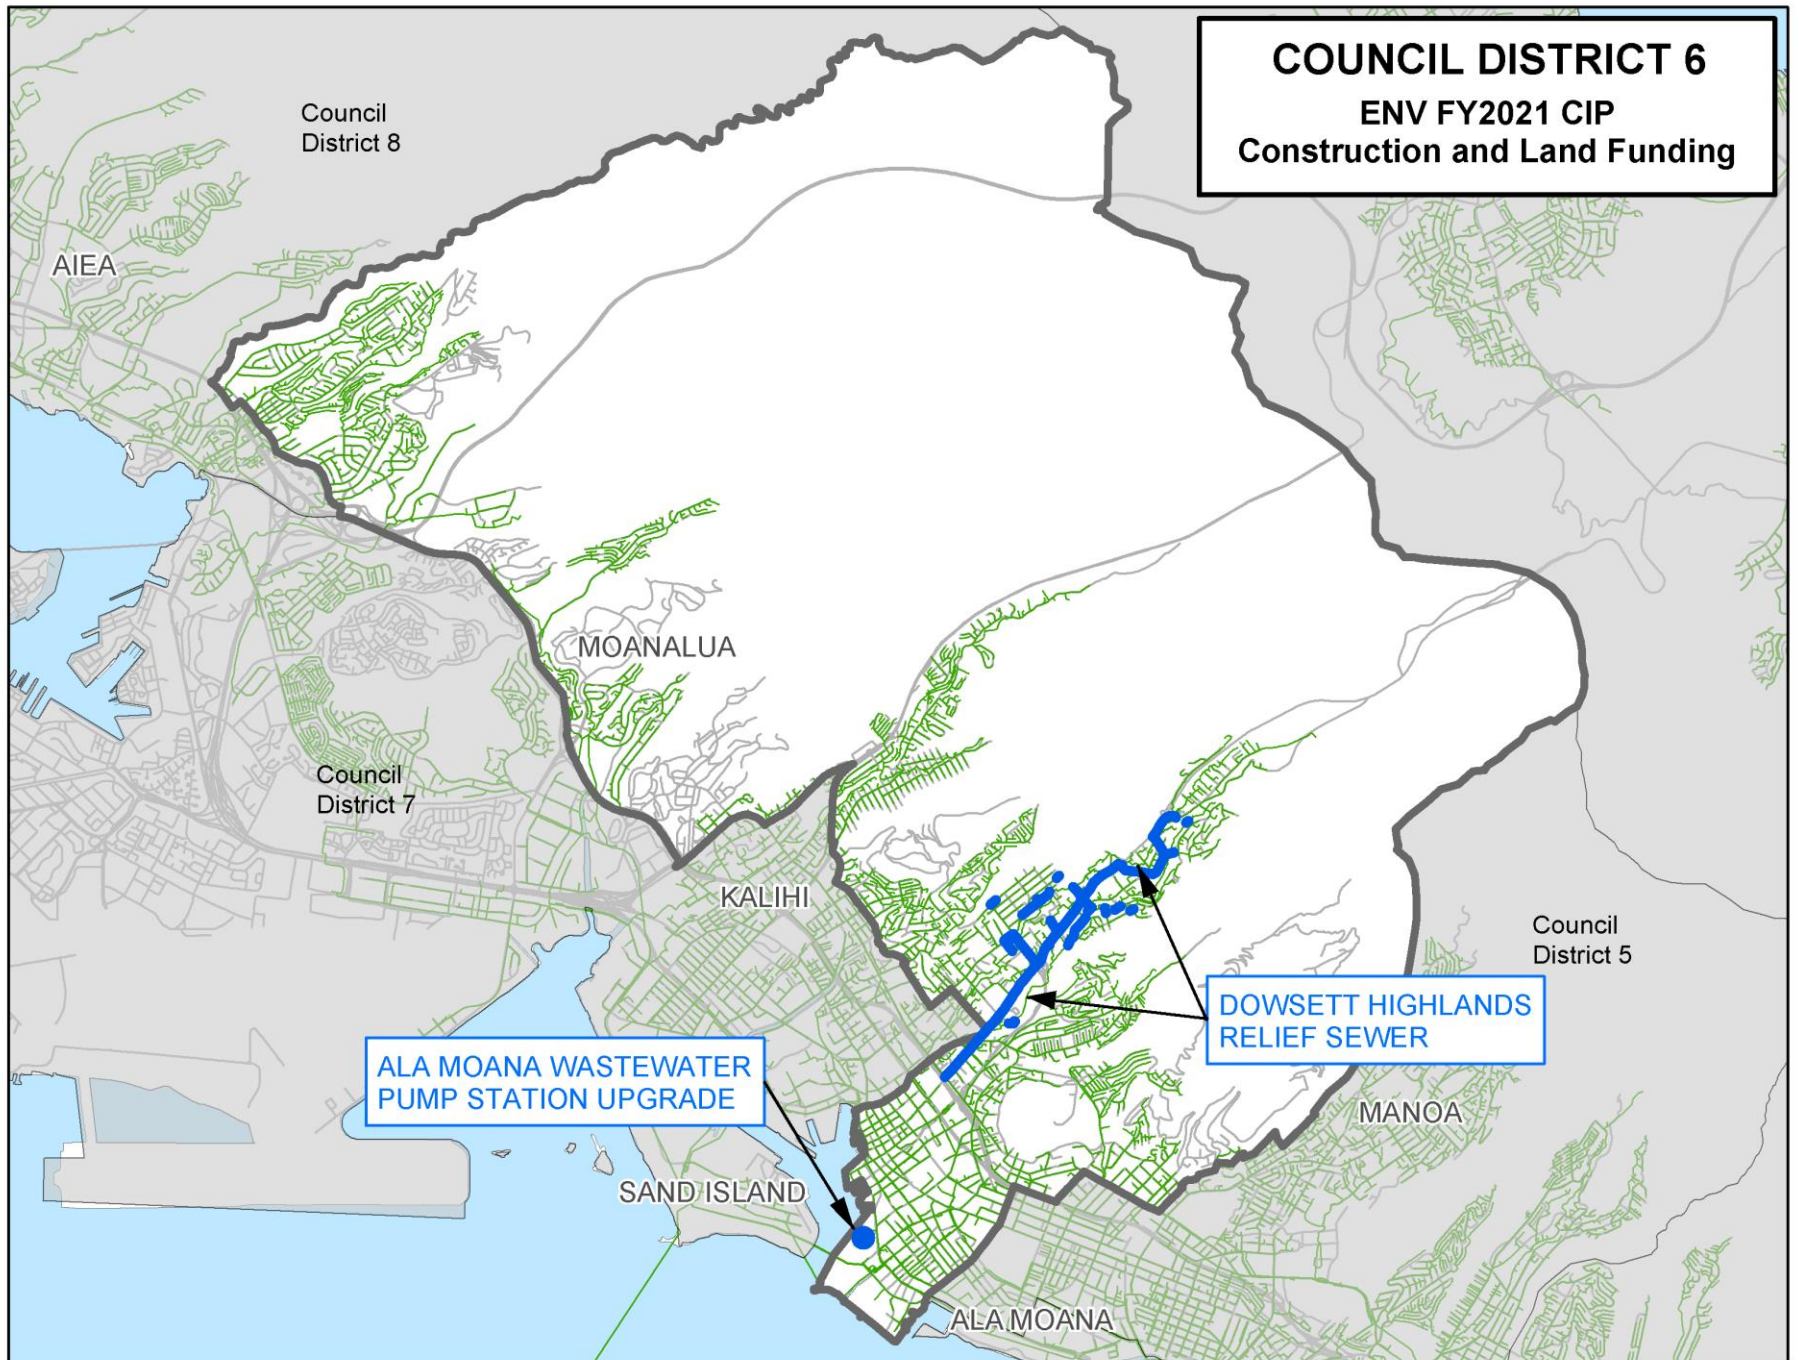 COUNCIL DISTRICT 6
ENV FY2021 CIP
Construction and Land Funding
Council
District 8
AIEA
MOANALUA
Council
District 7
KALIHI
Council
District 5
DOWSETT HIGHLANDS
RELIEF SEWER
ALA MOANA WASTEWATER
PUMP STATION UPGRADE
MANOA
SAND ISLAND
ALA MOANA